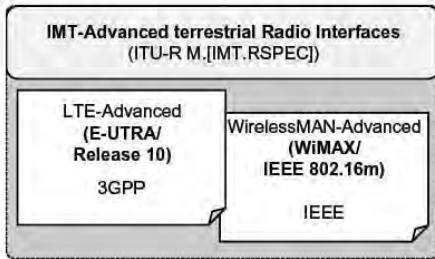 IMT-Advanced terrestrial Radio Interfaces
(ITU-R M.[IMT.RSPEC])
LTE-Advanced
(E-UTRA/
Release 10)
3GPP
WirelessMAN-Advanced
(WiMAX/
IEEE 802.16m)
IEEE